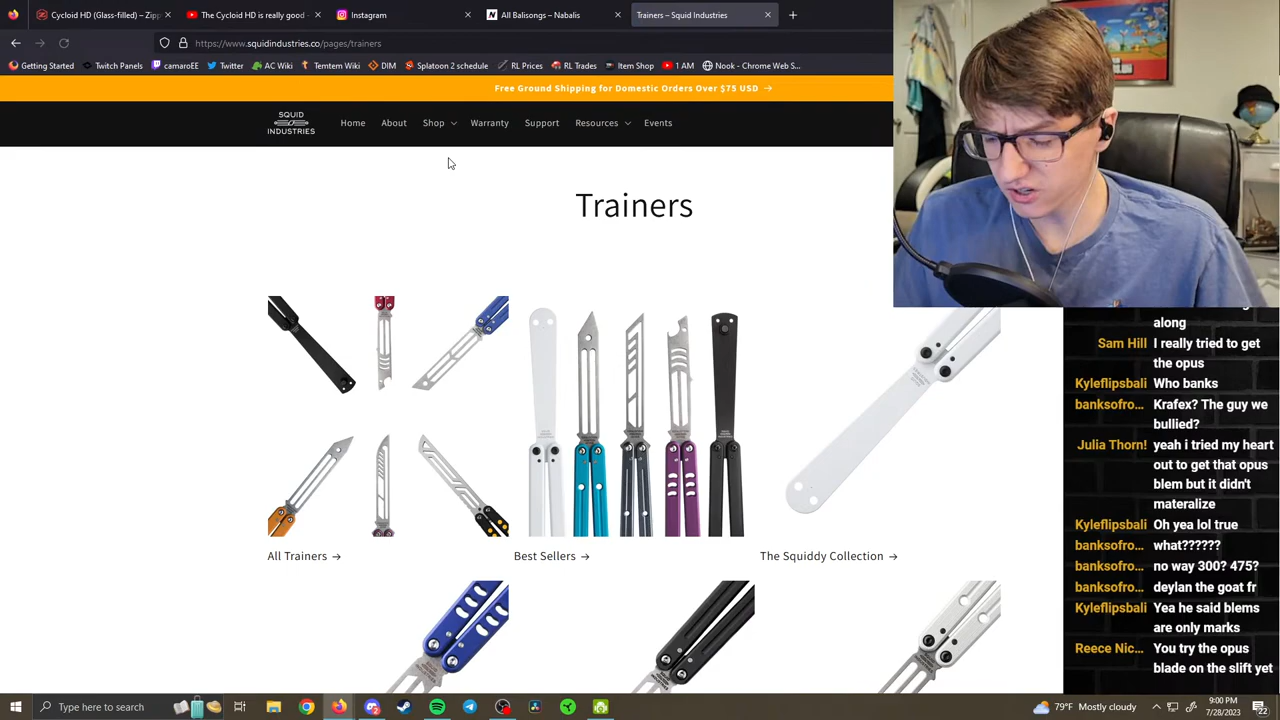 Cycloid HD (Glass-filled) – Zipp
The Cycloid HD is really good -
Instagram
All Balisongs – Nabalis
Trainers – Squid Industries
https://www.squidindustries.co/pages/trainers
Getting Started
Twitch Panels
camaroEE
Twitter
AC Wiki
Temtem Wiki
DIM
Splatoon 2 schedule
RL Prices
RL Trades
Item Shop
1 AM
Nook - Chrome Web S...
Free Ground Shipping for Domestic Orders Over $75 USD →
SQUID
INDUSTRIES
Home
About
Shop
Warranty
Support
Resources
Events
Trainers
All Trainers →
Best Sellers →
The Squiddy Collection →
along
Sam Hill I really tried to get
the opus
Kyleflipsbali Who banks
banksofro... Krafex? The guy we
bullied?
Julia Thorn! yeah i tried my heart
out to get that opus
blem but it didn't
materalize
Kyleflipsbali Oh yea lol true
banksofro... what??????
banksofro... no way 300? 475?
banksofro... deylan the goat fr
Kyleflipsbali Yea he said blems
are only marks
Reece Nic... You try the opus
blade on the slift yet
Type here to search
79°F Mostly cloudy
9:00 PM
7/28/2023
22